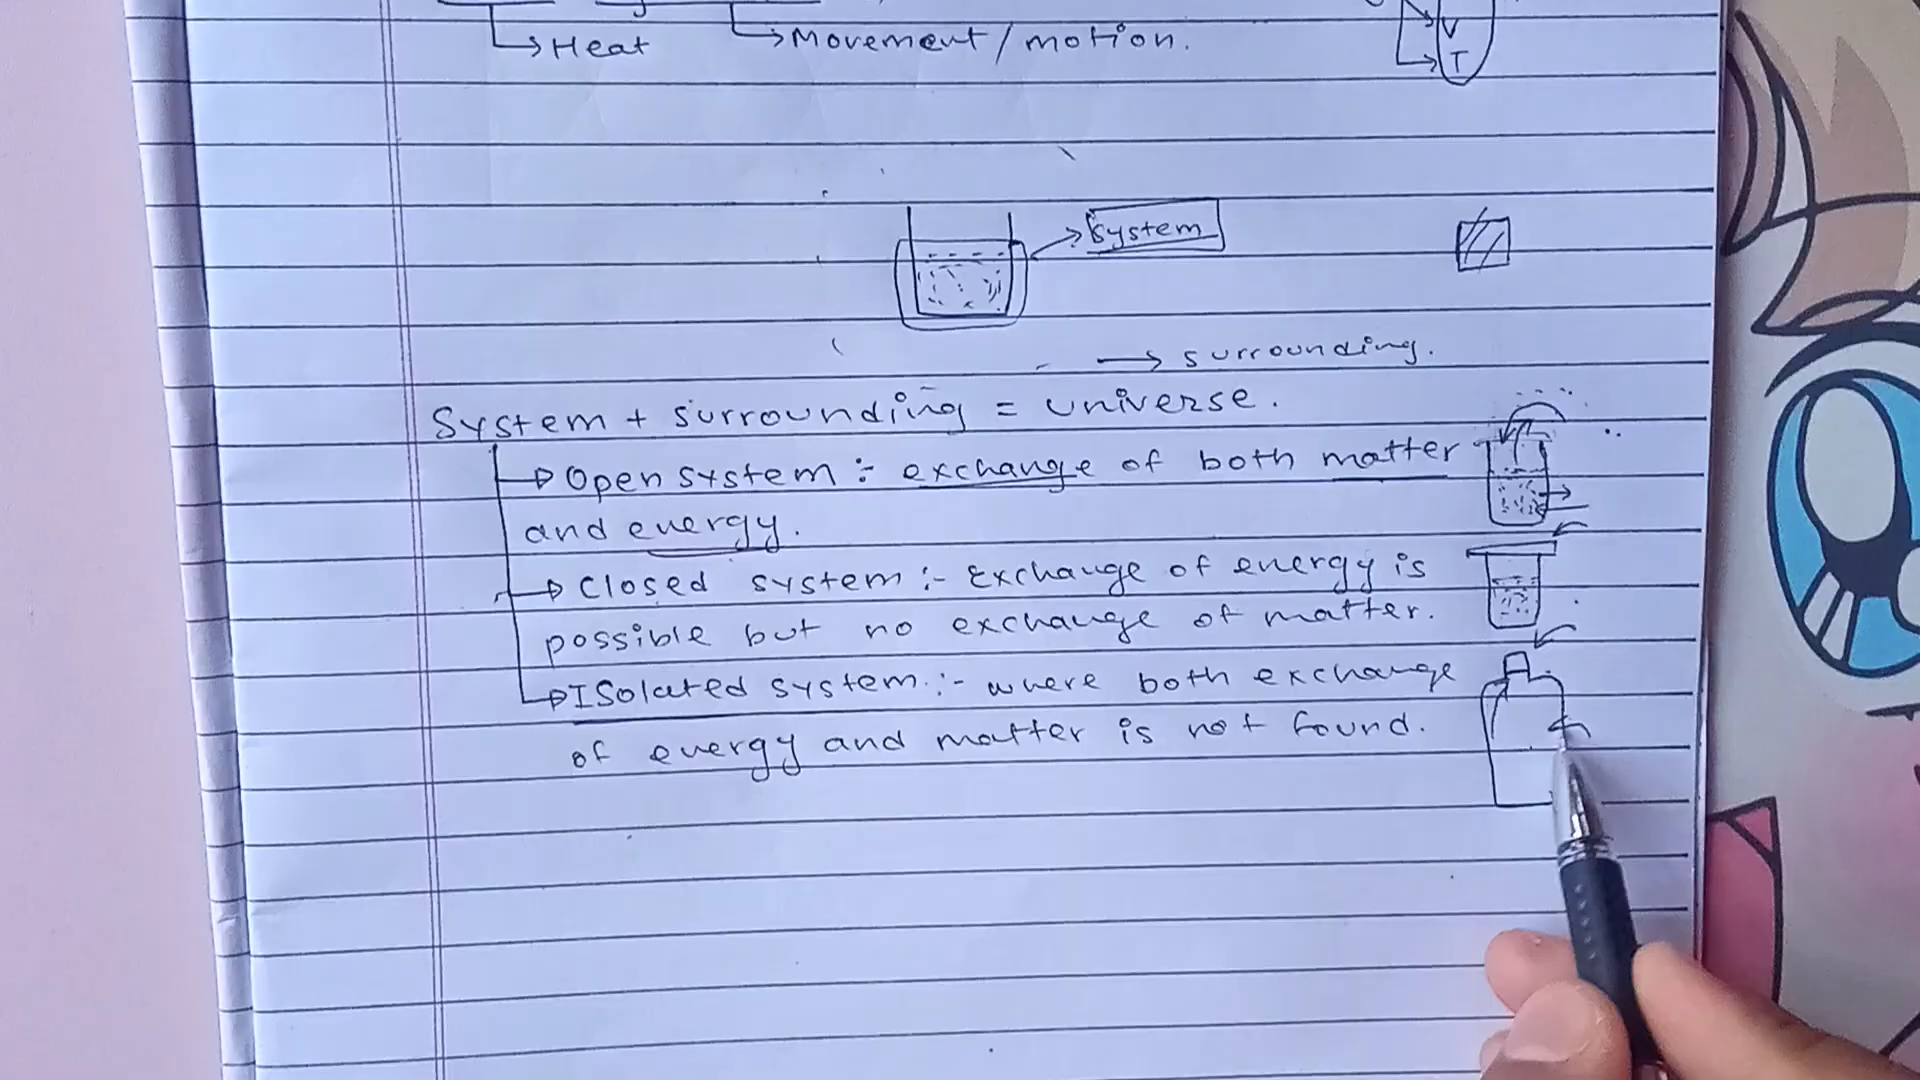 Heat
Movement/motion.
V
T
System
surrounding.
System + surrounding = universe.
Open system :- exchange of both matter
and energy.
Closed system :- Exchange of energy is
possible but no exchange of matter.
ISolated system :- where both exchange
of energy and matter is not found.